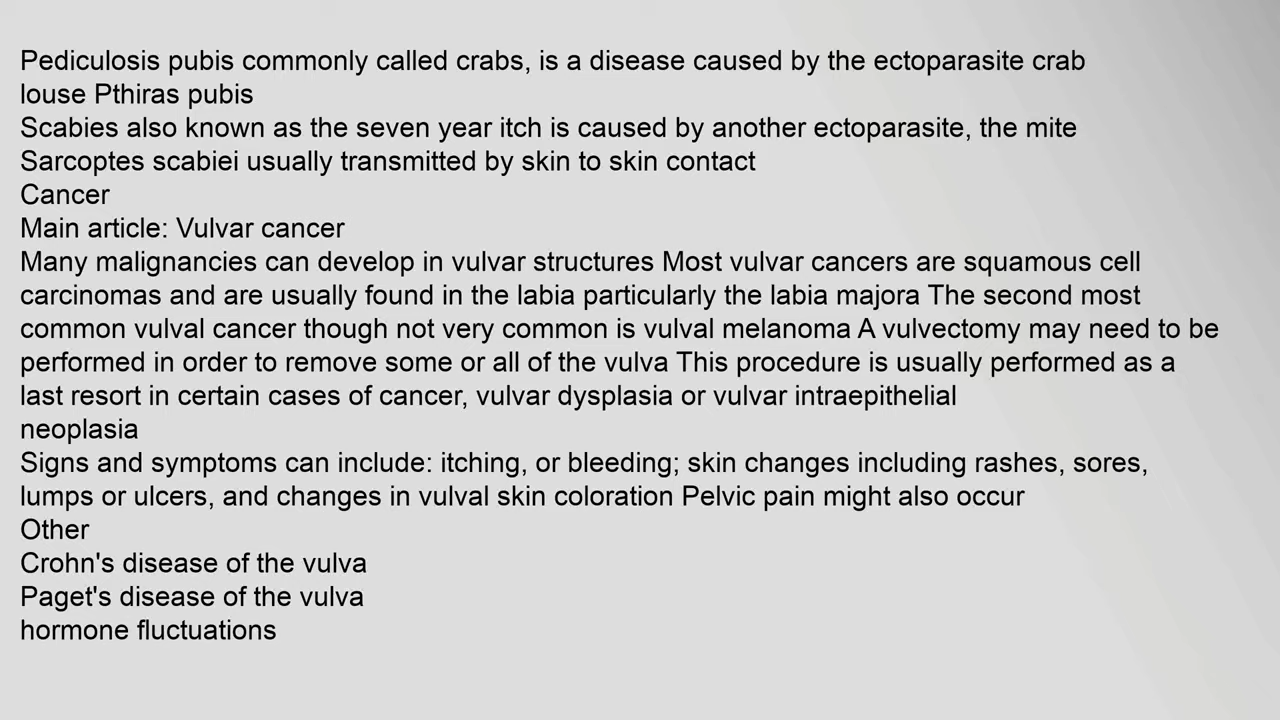 Pediculosis pubis commonly called crabs, is a disease caused by the ectoparasite crab
louse Pthiras pubis
Scabies also known as the seven year itch is caused by another ectoparasite, the mite
Sarcoptes scabiei usually transmitted by skin to skin contact
Cancer
Main article: Vulvar cancer
Many malignancies can develop in vulvar structures Most vulvar cancers are squamous cell
carcinomas and are usually found in the labia particularly the labia majora The second most
common vulval cancer though not very common is vulval melanoma A vulvectomy may need to be
performed in order to remove some or all of the vulva This procedure is usually performed as a
last resort in certain cases of cancer, vulvar dysplasia or vulvar intraepithelial
neoplasia
Signs and symptoms can include: itching, or bleeding; skin changes including rashes, sores,
lumps or ulcers, and changes in vulval skin coloration Pelvic pain might also occur
Other
Crohn's disease of the vulva
Paget's disease of the vulva
hormone fluctuations